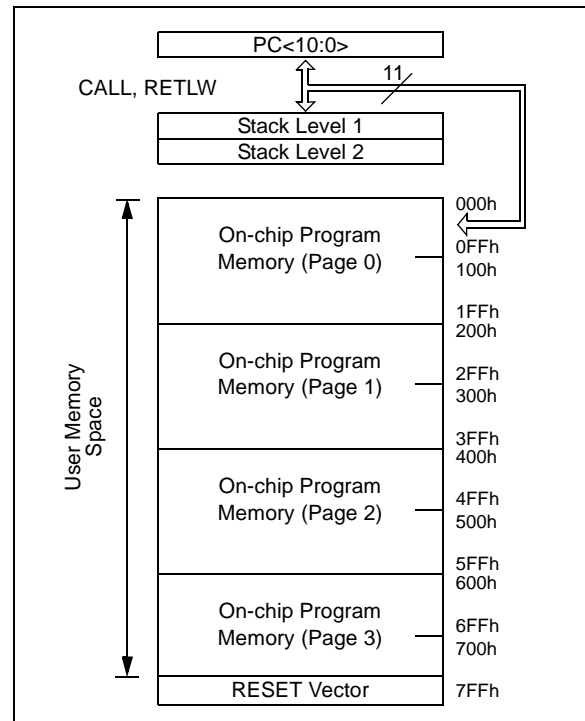 PC<10:0>
CALL, RETLW
11
Stack Level 1
Stack Level 2
User Memory
Space
000h
On-chip Program
Memory (Page 0)
0FFh
100h
1FFh
200h
On-chip Program
Memory (Page 1)
2FFh
300h
3FFh
400h
On-chip Program
Memory (Page 2)
4FFh
500h
5FFh
600h
On-chip Program
Memory (Page 3)
6FFh
700h
RESET Vector
7FFh